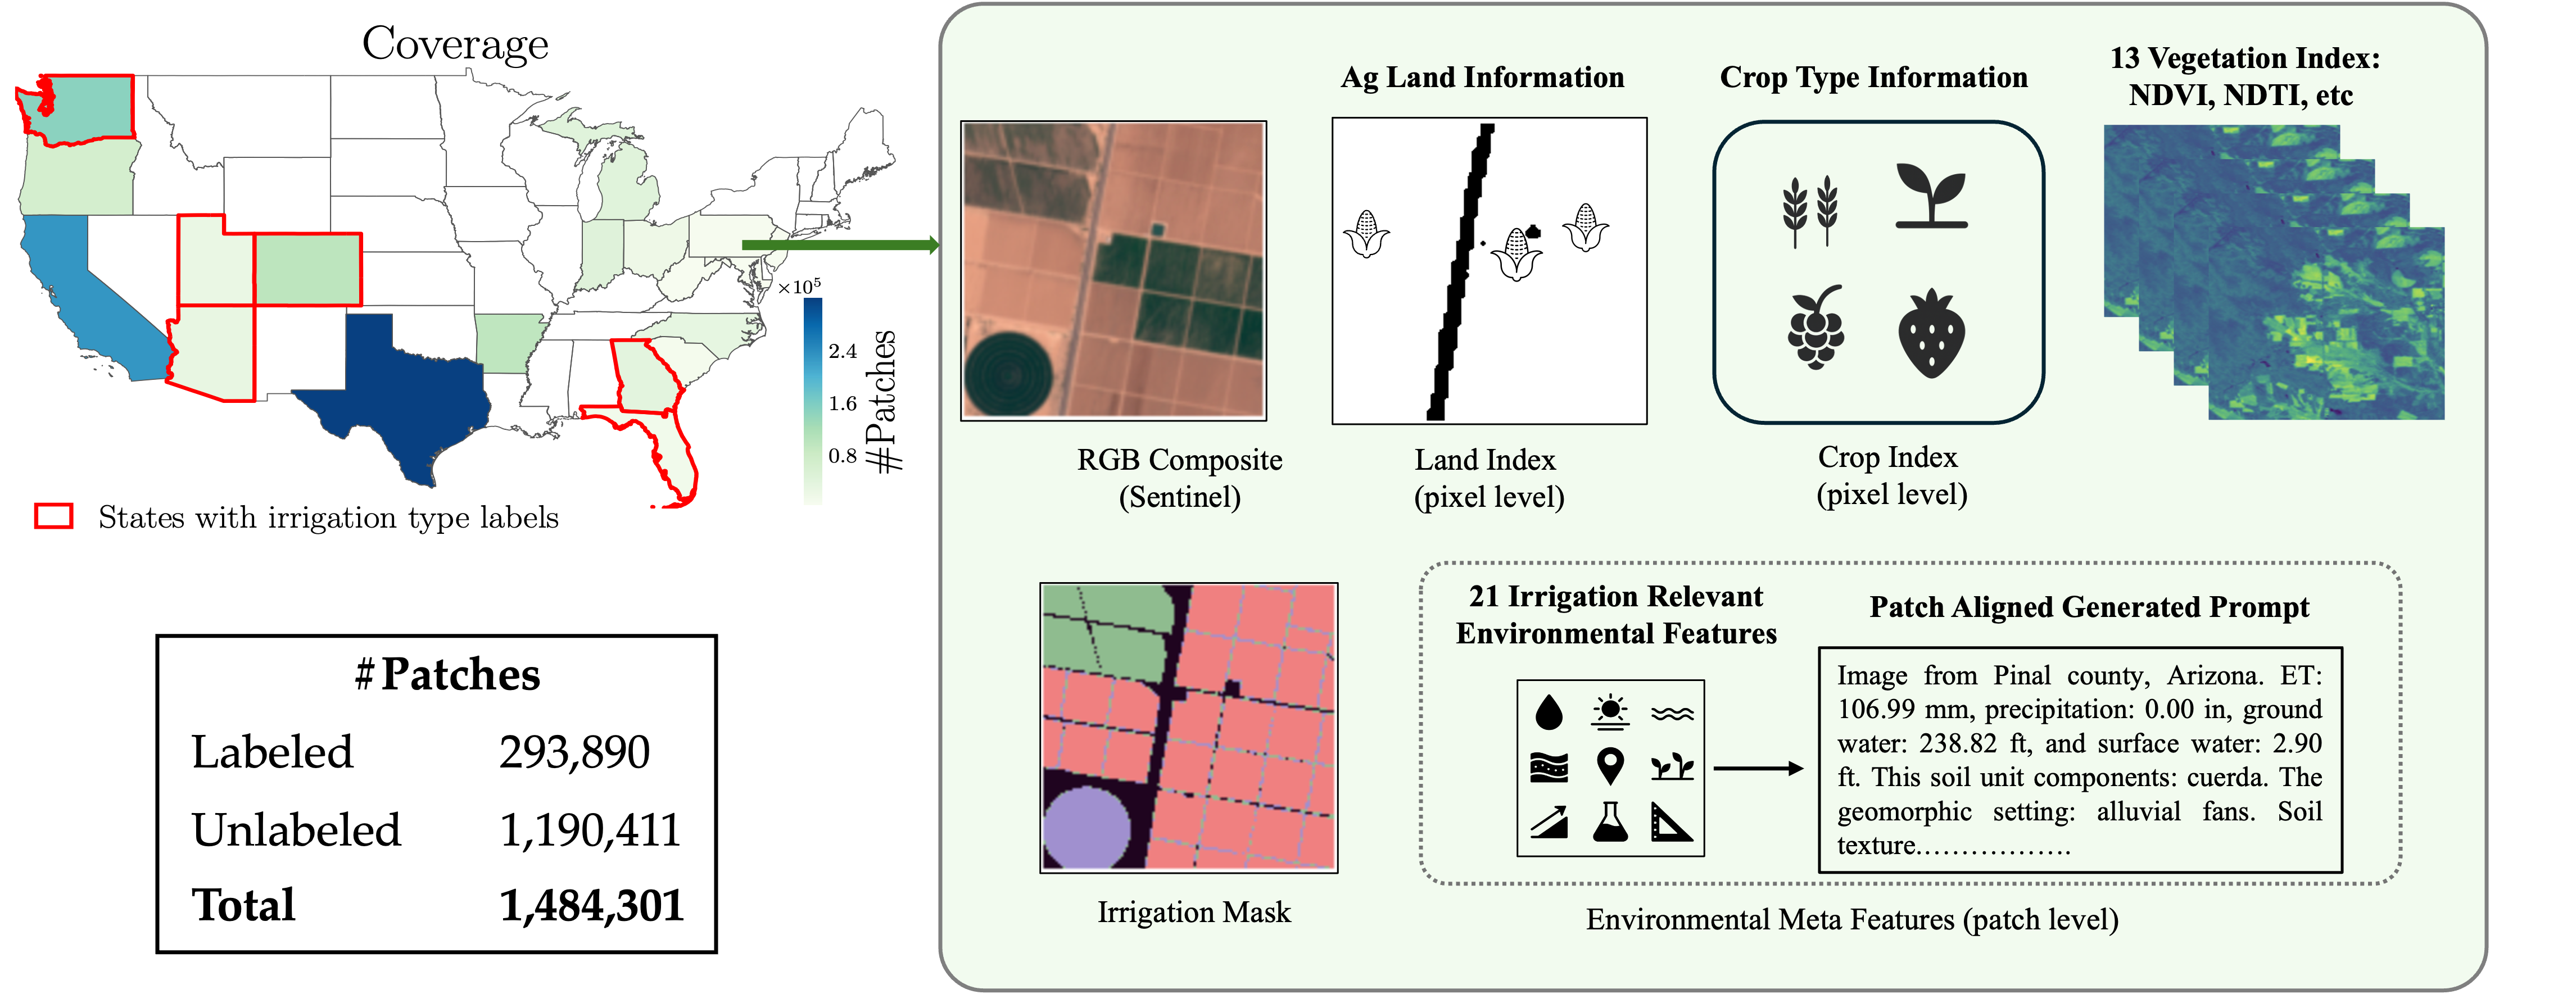 Coverage
×10⁵
2.4
1.6
0.8
#Patches
States with irrigation type labels
#Patches
Labeled 293,890
Unlabeled 1,190,411
Total 1,484,301
Ag Land Information
Crop Type Information
13 Vegetation Index:
NDVI, NDTI, etc
RGB Composite
(Sentinel)
Land Index
(pixel level)
Crop Index
(pixel level)
Irrigation Mask
21 Irrigation Relevant
Environmental Features
Patch Aligned Generated Prompt
Image from Pinal county, Arizona. ET:
106.99 mm, precipitation: 0.00 in, ground
water: 238.82 ft, and surface water: 2.90
ft. This soil unit components: cuerda. The
geomorphic setting: alluvial fans. Soil
texture.................
Environmental Meta Features (patch level)